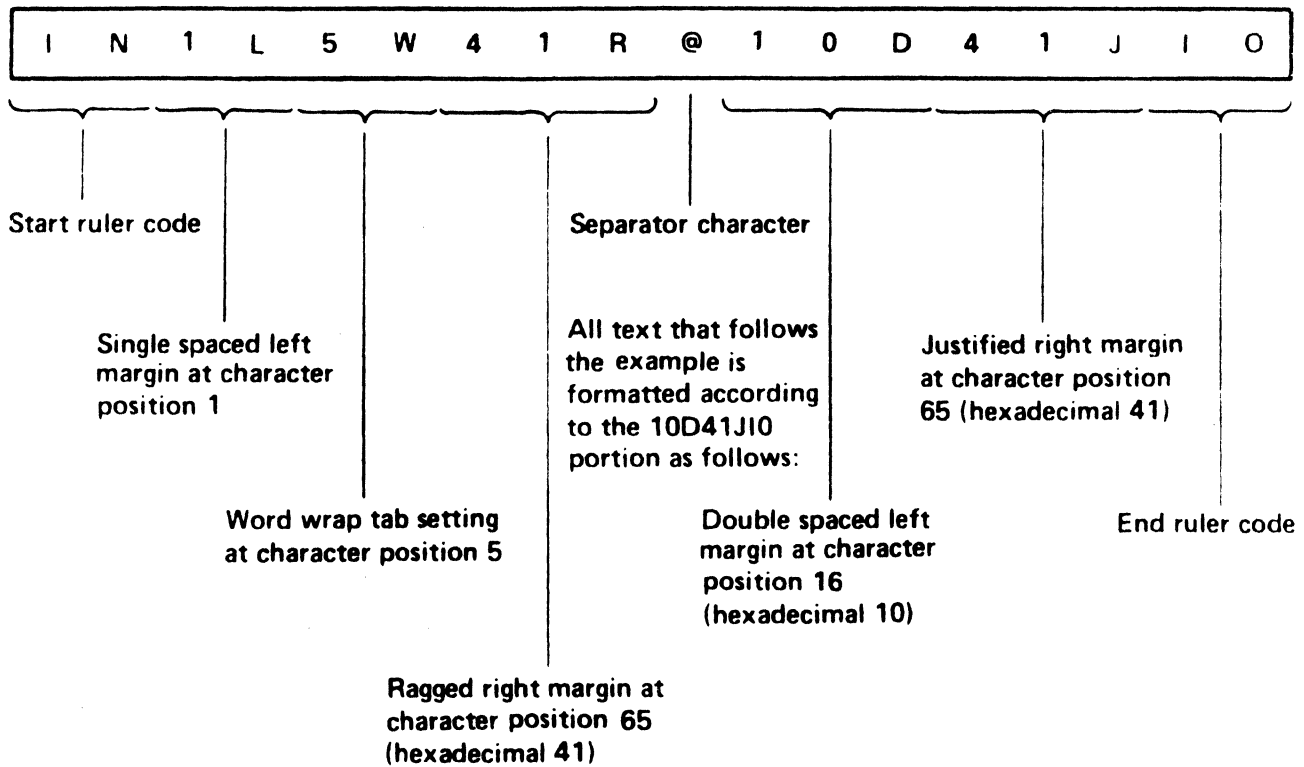 I N 1 L 5 W 4 1 R @ 1 0 D 4 1 J I O
Start ruler code
Separator character
Single spaced left
margin at character
position 1
All text that follows
the example is
formatted according
to the 10D41JI0
portion as follows:
Justified right margin
at character position
65 (hexadecimal 41)
Word wrap tab setting
at character position 5
Double spaced left
margin at character
position 16
(hexadecimal 10)
End ruler code
Ragged right margin at
character position 65
(hexadecimal 41)